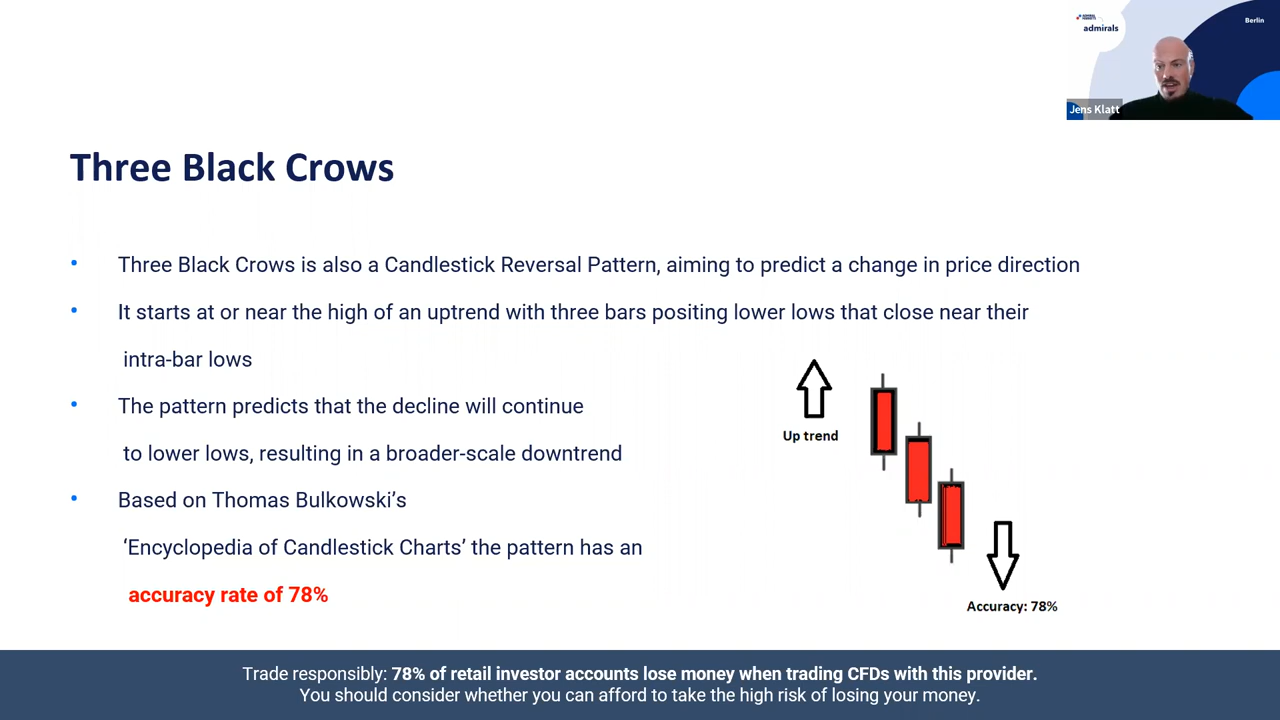 admirals
Berlin
Jens Klatt
Three Black Crows
• Three Black Crows is also a Candlestick Reversal Pattern, aiming to predict a change in price direction
• It starts at or near the high of an uptrend with three bars positing lower lows that close near their
intra-bar lows
• The pattern predicts that the decline will continue
to lower lows, resulting in a broader-scale downtrend
• Based on Thomas Bulkowski’s
‘Encyclopedia of Candlestick Charts’ the pattern has an
accuracy rate of 78%
Up trend
Accuracy: 78%
Trade responsibly: 78% of retail investor accounts lose money when trading CFDs with this provider.
You should consider whether you can afford to take the high risk of losing your money.